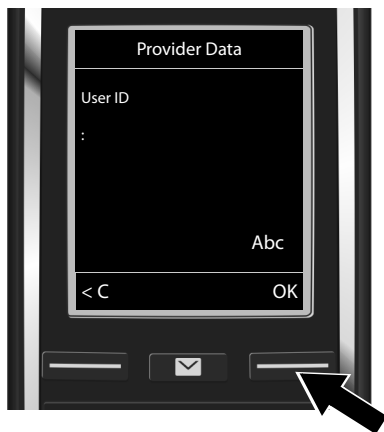 Provider Data
User ID
:
Abc
< C OK